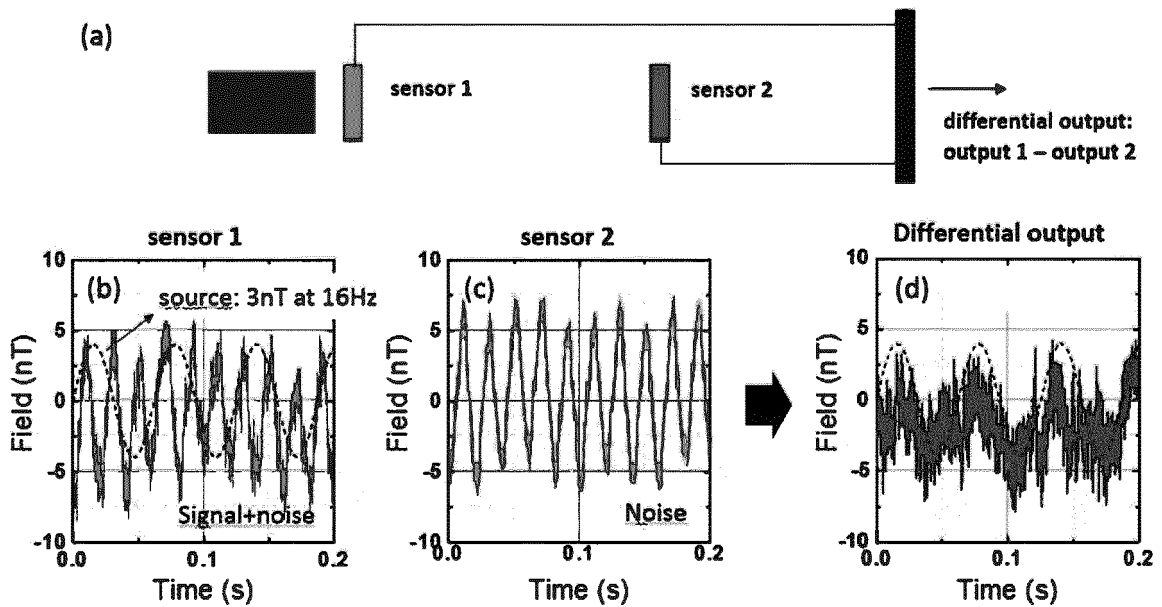 (a)
sensor 1
sensor 2
differential output:
output 1 – output 2
sensor 1
sensor 2
Differential output
10
5
0
-5
-10
Field (nT)
(b)
source: 3nT at 16Hz
Signal+noise
0.0
0.1
0.2
Time (s)
10
5
0
-5
-10
Field (nT)
(c)
Noise
0.0
0.1
0.2
Time (s)
10
5
0
-5
-10
Field (nT)
(d)
0.0
0.1
0.2
Time (s)